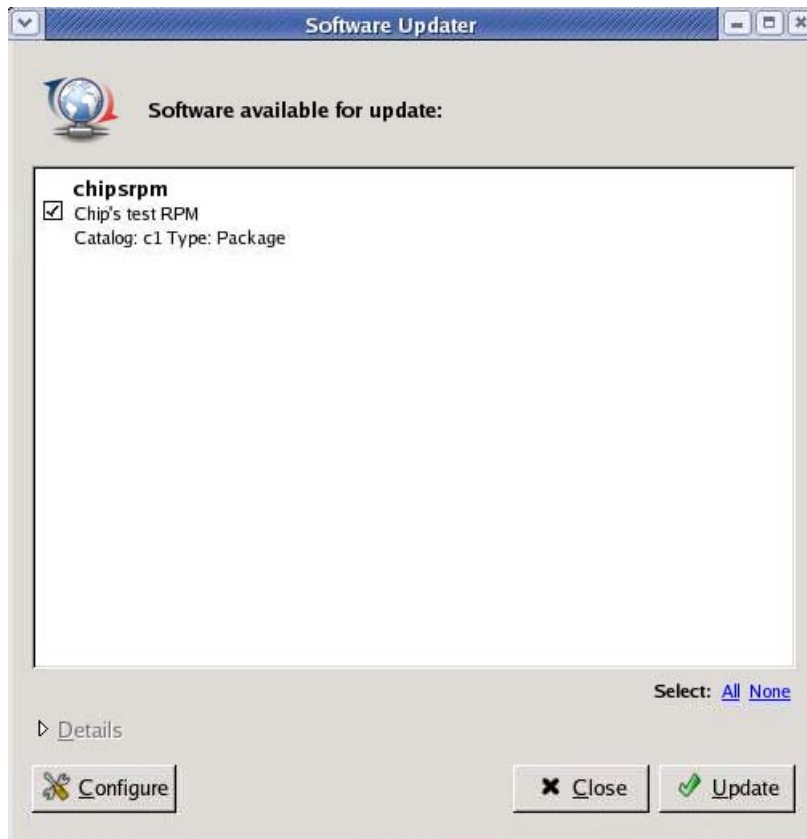 Software Updater
Software available for update:
chipsrpm
Chip's test RPM
Catalog: c1 Type: Package
Select: All None
Details
Configure Close Update